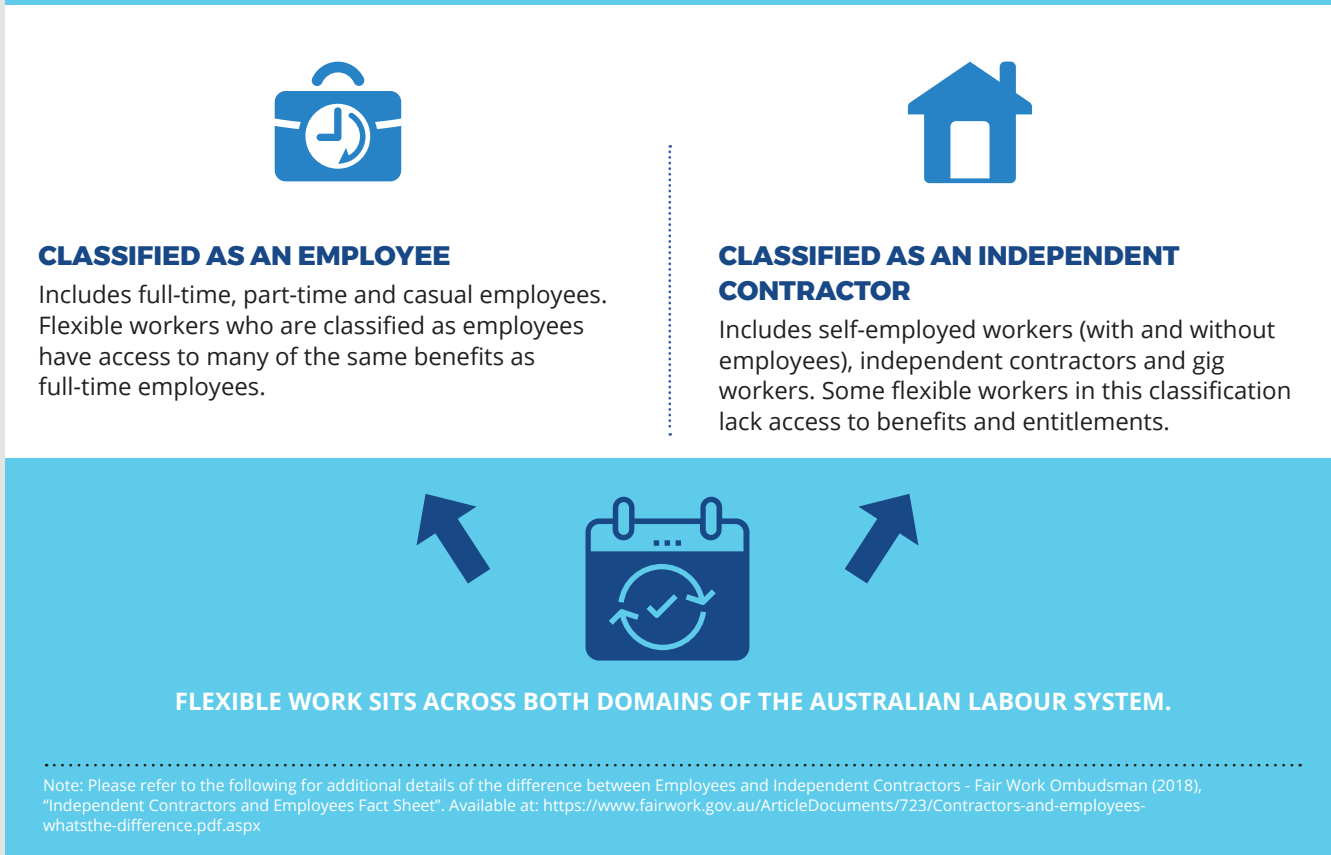 CLASSIFIED AS AN EMPLOYEE
Includes full-time, part-time and casual employees.
Flexible workers who are classified as employees
have access to many of the same benefits as
full-time employees.
CLASSIFIED AS AN INDEPENDENT
CONTRACTOR
Includes self-employed workers (with and without
employees), independent contractors and gig
workers. Some flexible workers in this classification
lack access to benefits and entitlements.
FLEXIBLE WORK SITS ACROSS BOTH DOMAINS OF THE AUSTRALIAN LABOUR SYSTEM.
Note: Please refer to the following for additional details of the difference between Employees and Independent Contractors - Fair Work Ombudsman (2018),
“Independent Contractors and Employees Fact Sheet”. Available at: https://www.fairwork.gov.au/ArticleDocuments/723/Contractors-and-employees-
whatsthe-difference.pdf.aspx